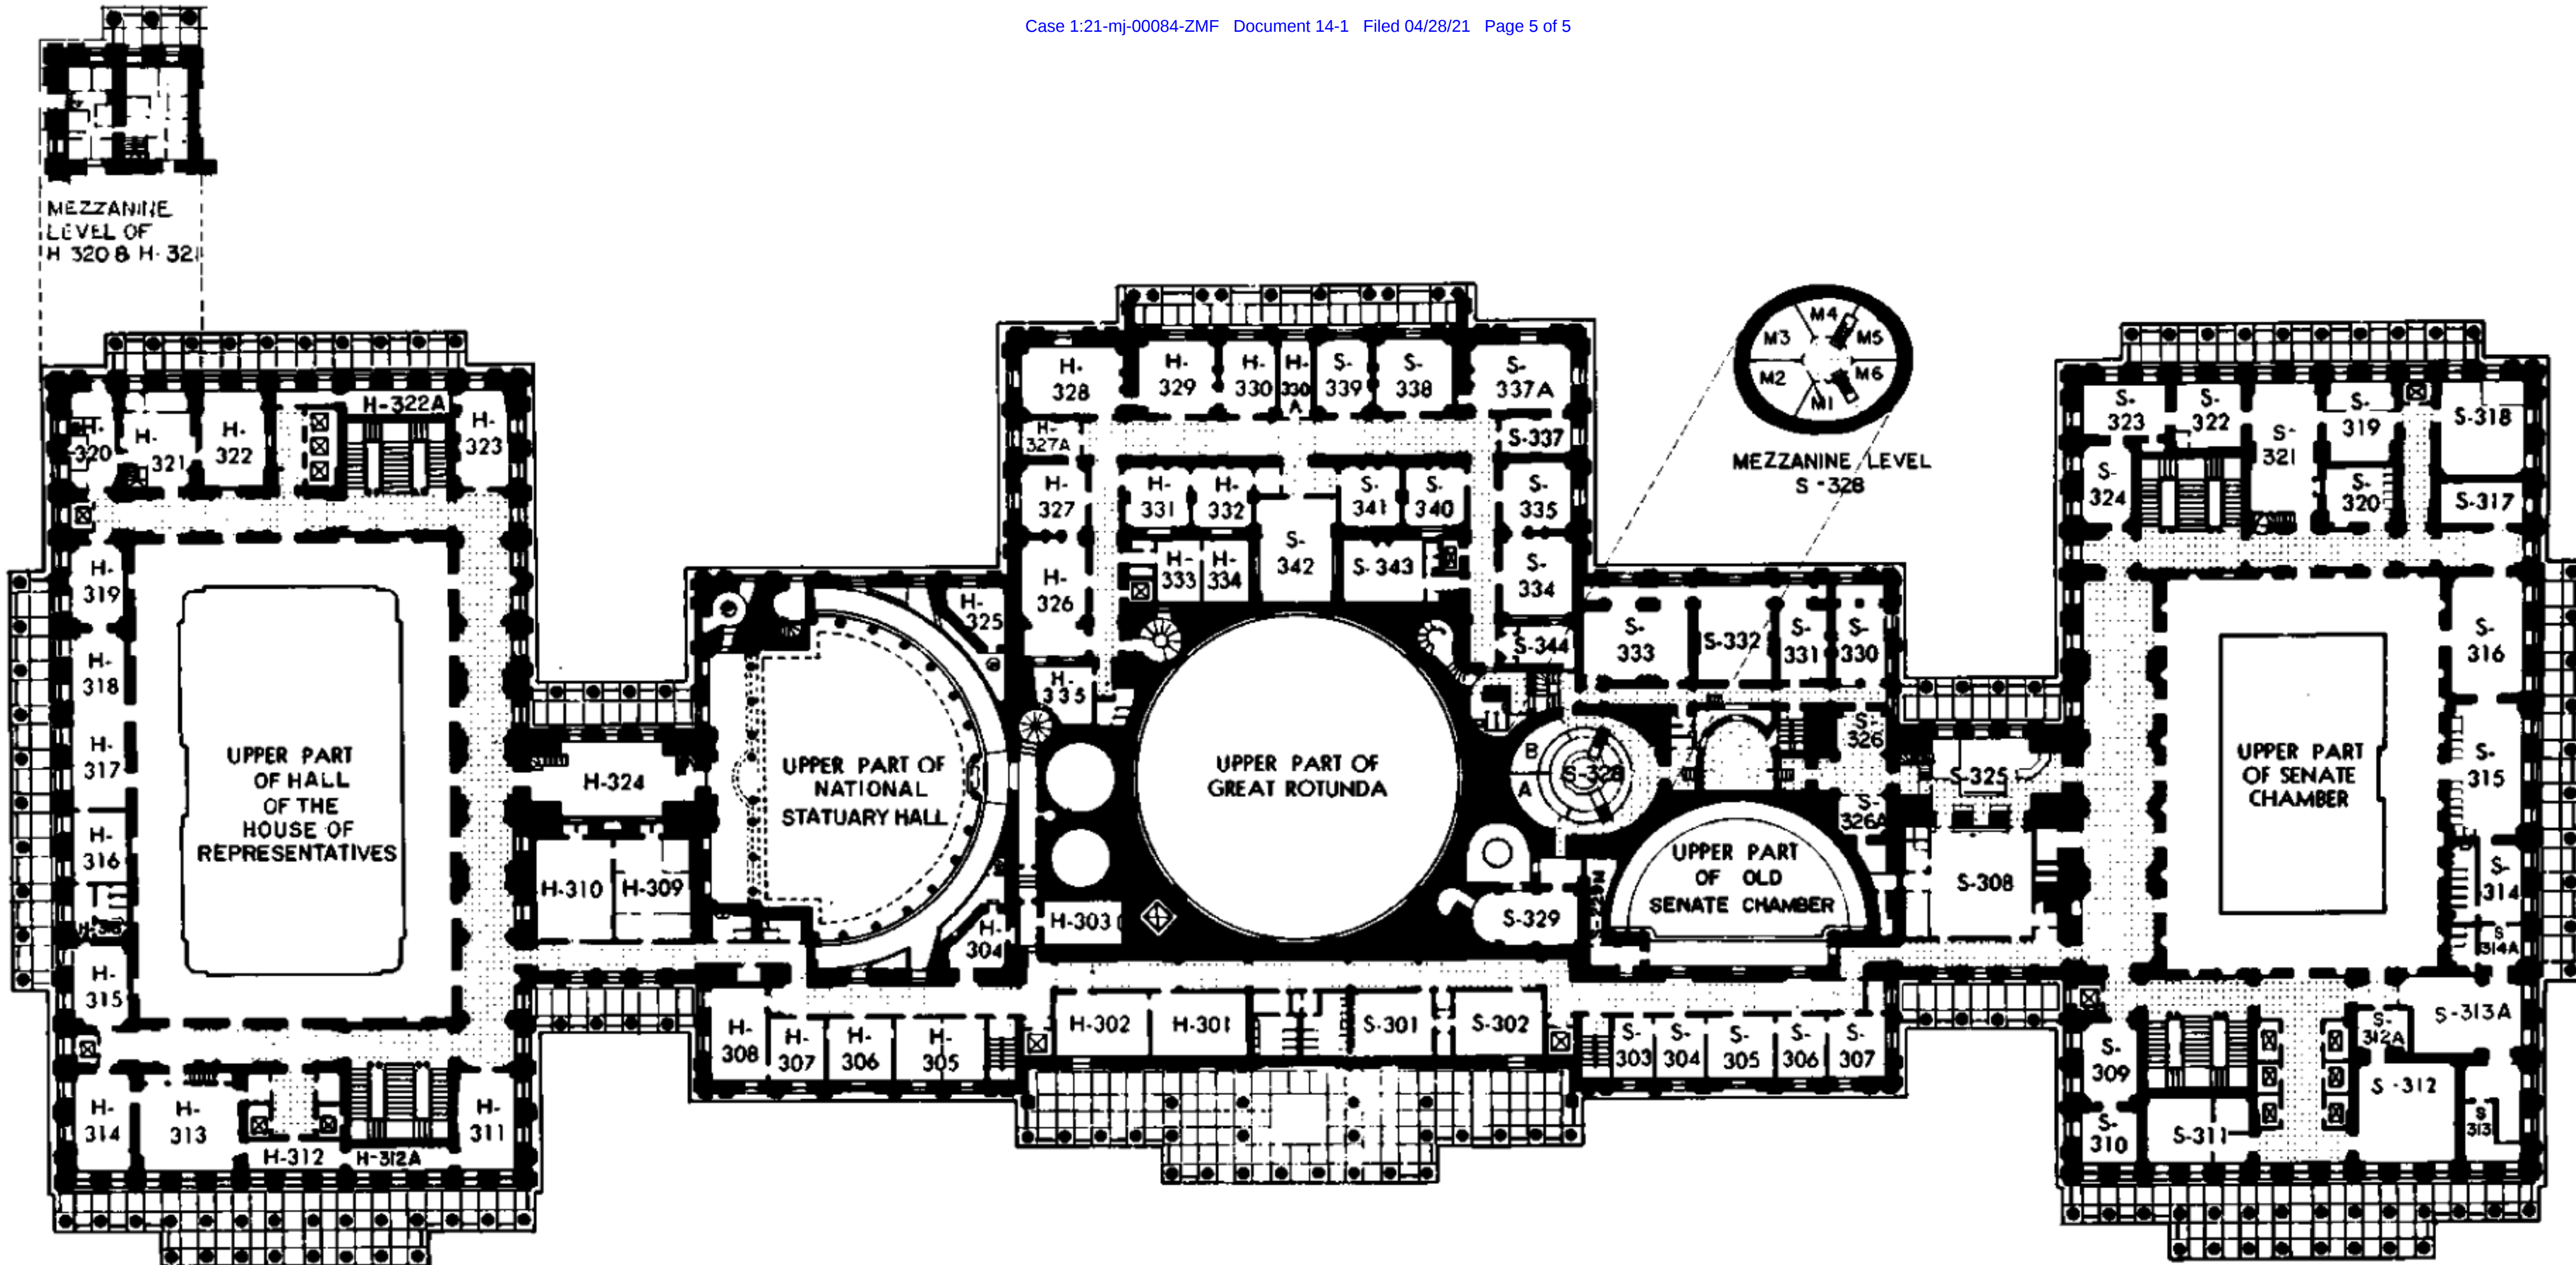 Case 1:21-mj-00084-ZMF Document 14-1 Filed 04/28/21 Page 5 of 5
MEZZANINE
LEVEL OF
H 320 & H-321
H-
320
H-
321
H-
322
H-322A
H-
323
H-
319
H-
318
H-
317
H-
316
H-
315
H-
314
H-
313
H-312
H-312A
H-
311
UPPER PART
OF HALL
OF THE
HOUSE OF
REPRESENTATIVES
H-324
H-310
H-309
UPPER PART OF
NATIONAL
STATUARY HALL
H-
325
H-
304
H-
308
H-
307
H-
306
H-
305
H-
328
H-
329
H-
330
H-
330
A
S-
339
S-
338
S-
337A
H-
327A
S-337
H-
327
H-
331
H-
332
S-
341
S-
340
S-
335
H-
326
H-
333
H-
334
S-
342
S-343
S-
334
H-
335
S-344
UPPER PART OF
GREAT ROTUNDA
H-303
S-329
H-302
H-301
S-301
S-302
M4
M3
M5
M2
M6
M1
MEZZANINE LEVEL
S-328
S-
333
S-332
S-
331
S-
330
B
A
S-328
S-
326
S-
326A
S-325
S-308
UPPER PART
OF OLD
SENATE CHAMBER
S-
303
S-
304
S-
305
S-
306
S-
307
S-
323
S-
322
S-
321
S-
319
S-318
S-
324
S-
320
S-317
S-
316
S-
315
S-
314
S
314A
UPPER PART
OF SENATE
CHAMBER
S-313A
S-
312A
S-
309
S-312
S-
310
S-311
S
313